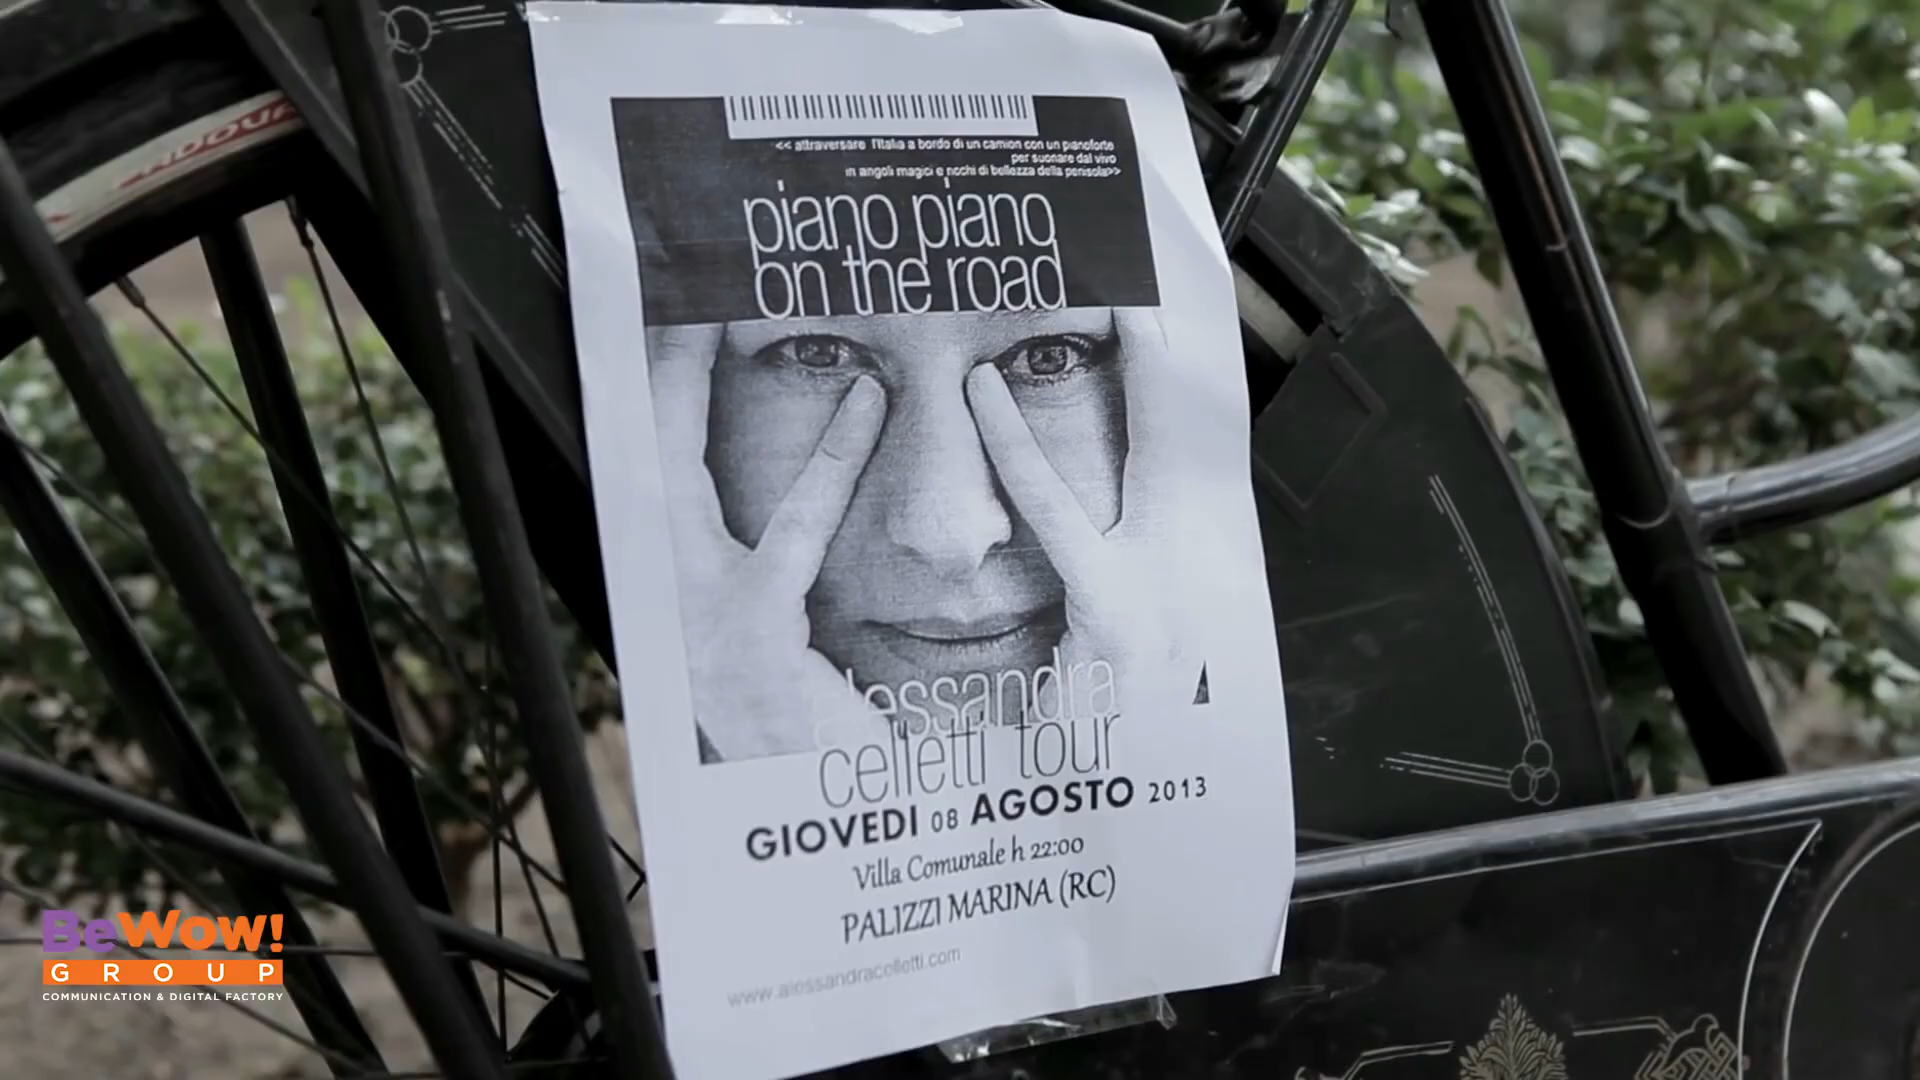 << attraversare l'Italia a bordo di un camion con un pianoforte
per suonare dal vivo
in angoli magici e ricchi di bellezza della penisola>>
piano piano
on the road
alessandra
celletti tour
GIOVEDI 08 AGOSTO 2013
Villa Comunale h 22:00
PALIZZI MARINA (RC)
www.alessandracelletti.com
BeWow!
GROUP
COMMUNICATION & DIGITAL FACTORY